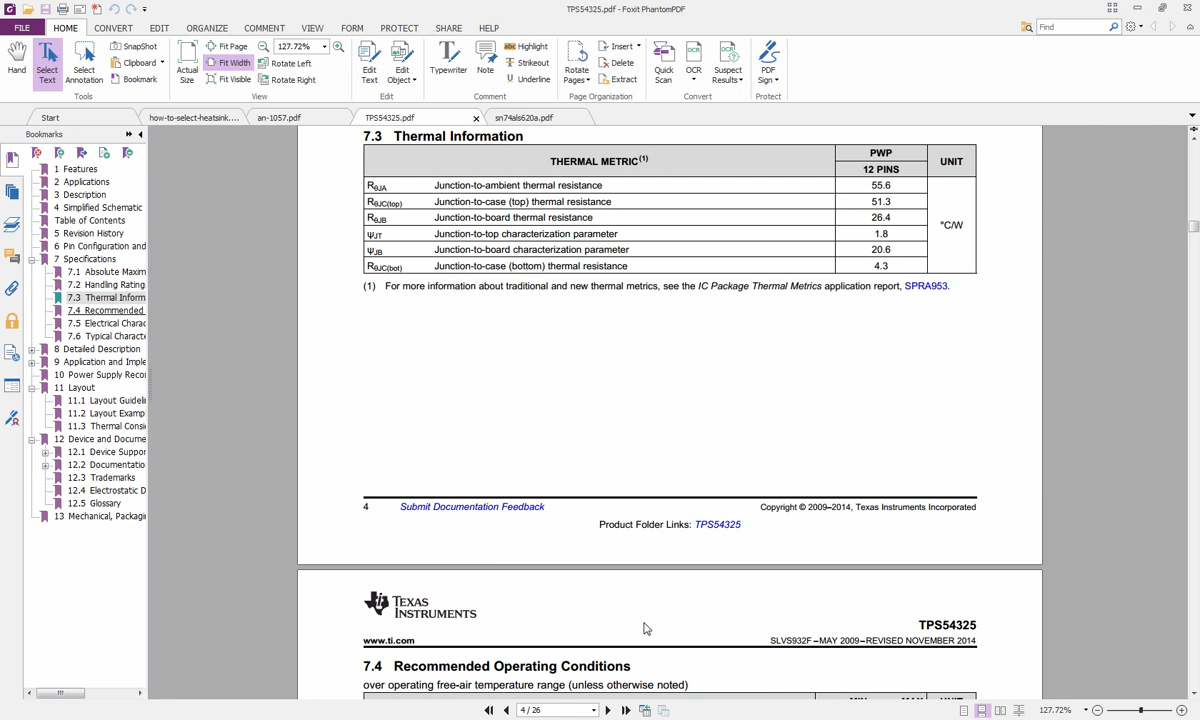 TPS54325.pdf - Foxit PhantomPDF
FILE HOME CONVERT EDIT ORGANIZE COMMENT VIEW FORM PROTECT SHARE HELP
Find
Hand
Select Text
Select Annotation
SnapShot
Clipboard
Bookmark
Tools
Actual Size
Fit Page
Fit Width
Fit Visible
127.72%
Rotate Left
Rotate Right
View
Edit Text
Edit Object
Edit
Typewriter
Note
Highlight
Strikeout
Underline
Comment
Rotate Pages
Insert
Delete
Extract
Page Organization
Quick Scan
OCR
Suspect Results
Convert
PDF Sign
Protect
Start how-to-select-heatsink.... an-1057.pdf TPS54325.pdf sn74als620a.pdf
Bookmarks
1 Features
2 Applications
3 Description
4 Simplified Schematic
Table of Contents
5 Revision History
6 Pin Configuration and
7 Specifications
7.1 Absolute Maxim
7.2 Handling Rating
7.3 Thermal Inform
7.4 Recommended
7.5 Electrical Charac
7.6 Typical Characte
8 Detailed Description
9 Application and Imple
10 Power Supply Recor
11 Layout
11.1 Layout Guideli
11.2 Layout Examp
11.3 Thermal Consi
12 Device and Docume
12.1 Device Suppor
12.2 Documentatio
12.3 Trademarks
12.4 Electrostatic D
12.5 Glossary
13 Mechanical, Packagi
7.3 Thermal Information
THERMAL METRIC(1) PWP UNIT
12 PINS
RθJA Junction-to-ambient thermal resistance 55.6
RθJC(top) Junction-to-case (top) thermal resistance 51.3
RθJB Junction-to-board thermal resistance 26.4
°C/W
ψJT Junction-to-top characterization parameter 1.8
ψJB Junction-to-board characterization parameter 20.6
RθJC(bot) Junction-to-case (bottom) thermal resistance 4.3
(1) For more information about traditional and new thermal metrics, see the IC Package Thermal Metrics application report, SPRA953.
4 Submit Documentation Feedback Copyright © 2009–2014, Texas Instruments Incorporated
Product Folder Links: TPS54325
TEXAS INSTRUMENTS
TPS54325
www.ti.com SLVS932F –MAY 2009–REVISED NOVEMBER 2014
7.4 Recommended Operating Conditions
over operating free-air temperature range (unless otherwise noted)
MIN MAX UNIT
4 / 26
127.72%